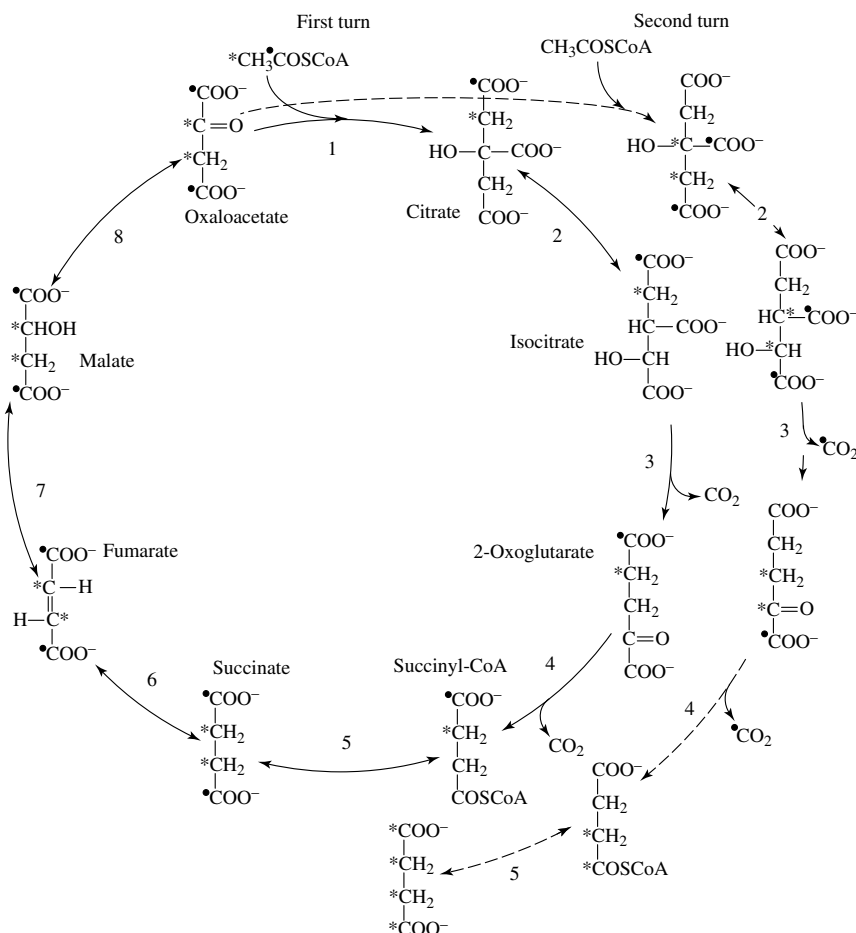 First turn
*CH3•COSCoA
Second turn
CH3COSCoA
•COO−
*C=O
*CH2
•COO−
Oxaloacetate
1
•COO−
*CH2
HO—C—COO−
CH2
COO−
Citrate
COO−
CH2
HO—*C—•COO−
*CH2
•COO−
2
2
8
•COO−
*CH2
HC—COO−
HO—CH
COO−
Isocitrate
COO−
CH2
HC*—•COO−
HO—*CH
•COO−
•COO−
*CHOH
*CH2
•COO−
Malate
3
CO2
3
•CO2
7
•COO−
*C—H
H—C*
•COO−
Fumarate
2-Oxoglutarate
•COO−
*CH2
CH2
C=O
COO−
COO−
CH2
*CH2
*C=O
•COO−
6
Succinate
•COO−
*CH2
*CH2
•COO−
5
Succinyl-CoA
•COO−
*CH2
CH2
COSCoA
4
CO2
4
•CO2
COO−
CH2
*CH2
*COSCoA
5
*COO−
*CH2
*CH2
*COO−